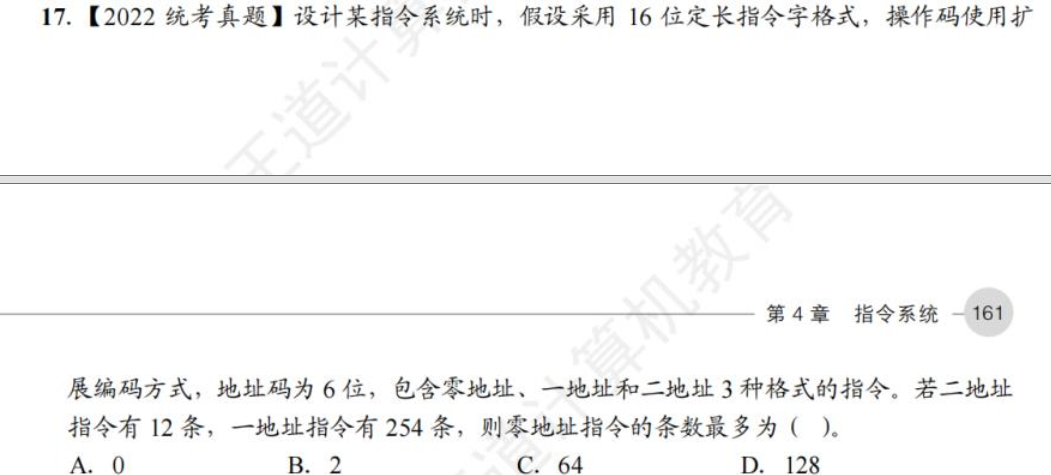 17.【2022 统考真题】设计某指令系统时，假设采用 16 位定长指令字格式，操作码使用扩
王道计算
第 4 章 指令系统 161
展编码方式，地址码为 6 位，包含零地址、一地址和二地址 3 种格式的指令。若二地址
指令有 12 条，一地址指令有 254 条，则零地址指令的条数最多为（ ）。
A. 0 B. 2 C. 64 D. 128
道计算机教育